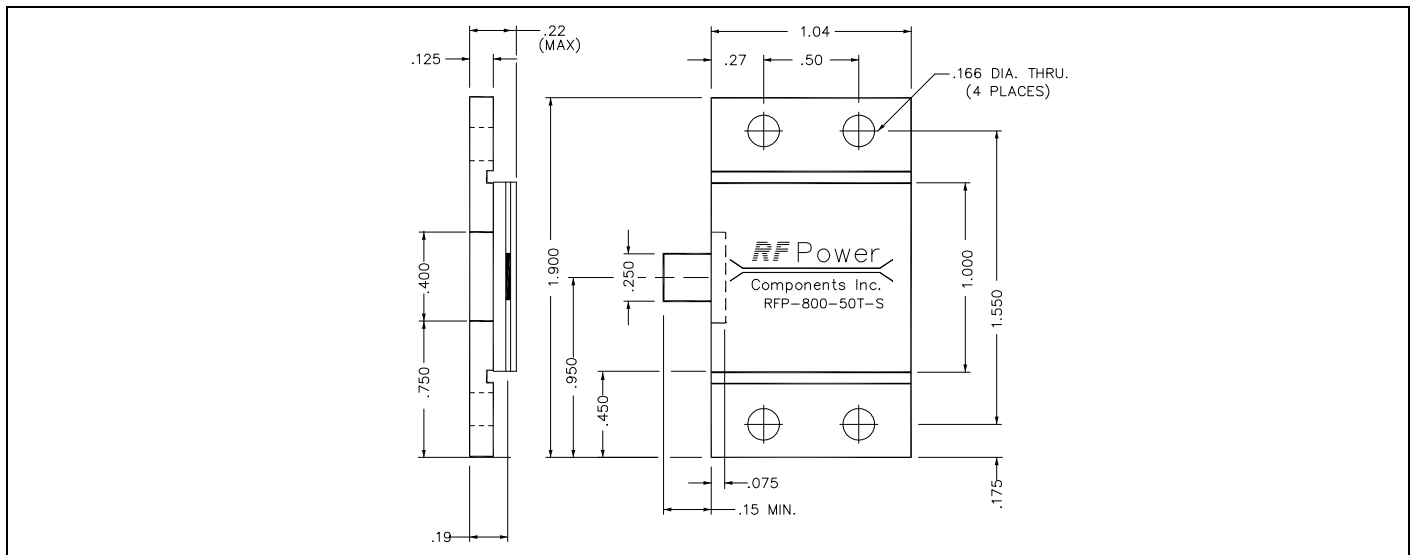 .22
(MAX)
.125
1.04
.27
.50
.166 DIA. THRU.
(4 PLACES)
.400
.750
.19
1.900
.950
.250
.450
RF Power
Components Inc.
RFP-800-50T-S
1.000
1.550
.175
.075
.15 MIN.